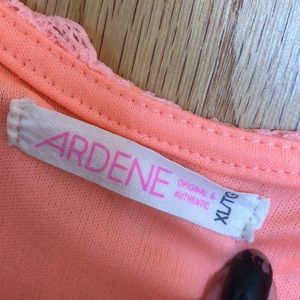 ARDENE
ORIGINAL &
AUTHENTIC
XL/TG